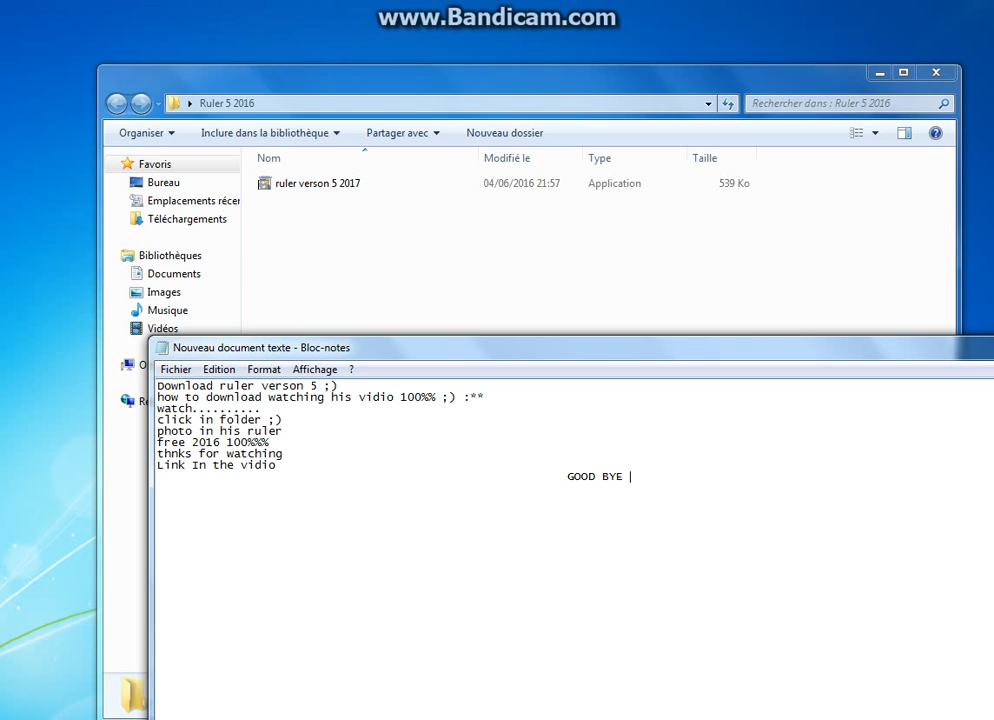 www.Bandicam.com
Ruler 5 2016
Rechercher dans : Ruler 5 2016
Organiser
Inclure dans la bibliothèque
Partager avec
Nouveau dossier
?
Favoris
Nom
Modifié le
Type
Taille
Bureau
ruler verson 5 2017
04/06/2016 21:57
Application
539 Ko
Emplacements récer
Téléchargements
Bibliothèques
Documents
Images
Musique
Vidéos
Nouveau document texte - Bloc-notes
Fichier Edition Format Affichage ?
Download ruler verson 5 ;)
how to download watching his vidio 100%% ;) :**
watch..........
click in folder ;)
photo in his ruler
free 2016 100%%%
thnks for watching
Link In the vidio
GOOD BYE